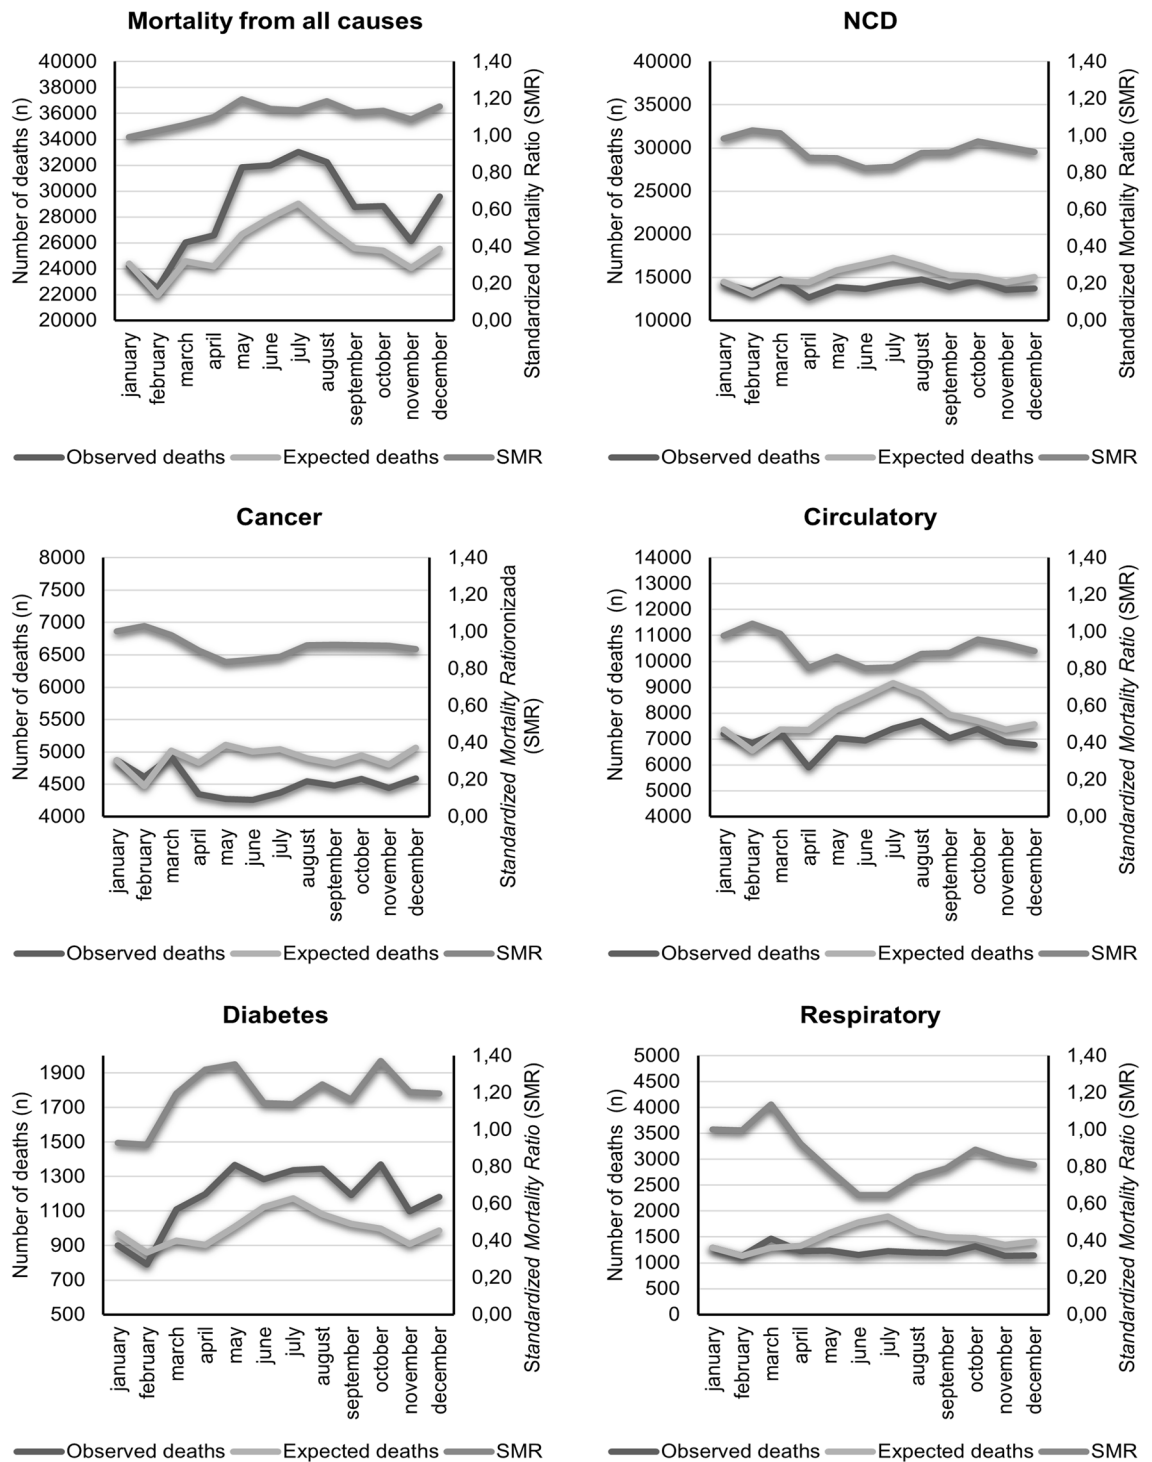 Mortality from all causes
Number of deaths (n)
40000
38000
36000
34000
32000
30000
28000
26000
24000
22000
20000
1,40
1,20
1,00
0,80
0,60
0,40
0,20
0,00
Standardized Mortality Ratio (SMR)
january
february
march
april
may
june
july
august
september
october
november
december
Observed deaths
Expected deaths
SMR
NCD
Number of deaths (n)
40000
35000
30000
25000
20000
15000
10000
1,40
1,20
1,00
0,80
0,60
0,40
0,20
0,00
Standardized Mortality Ratio (SMR)
january
february
march
april
may
june
july
august
september
october
november
december
Observed deaths
Expected deaths
SMR
Cancer
Number of deaths (n)
8000
7500
7000
6500
6000
5500
5000
4500
4000
1,40
1,20
1,00
0,80
0,60
0,40
0,20
0,00
Standardized Mortality Ratioronizada
(SMR)
january
february
march
april
may
june
july
august
september
october
november
december
Observed deaths
Expected deaths
SMR
Circulatory
Number of deaths (n)
14000
13000
12000
11000
10000
9000
8000
7000
6000
5000
4000
1,40
1,20
1,00
0,80
0,60
0,40
0,20
0,00
Standardized Mortality Ratio (SMR)
january
february
march
april
may
june
july
august
september
october
november
december
Observed deaths
Expected deaths
SMR
Diabetes
Number of deaths (n)
1900
1700
1500
1300
1100
900
700
500
1,40
1,20
1,00
0,80
0,60
0,40
0,20
0,00
Standardized Mortality Ratio (SMR)
january
february
march
april
may
june
july
august
september
october
november
december
Observed deaths
Expected deaths
SMR
Respiratory
Number of deaths (n)
5000
4500
4000
3500
3000
2500
2000
1500
1000
500
0
1,40
1,20
1,00
0,80
0,60
0,40
0,20
0,00
Standardized Mortality Ratio (SMR)
january
february
march
april
may
june
july
august
september
october
november
december
Observed deaths
Expected deaths
SMR